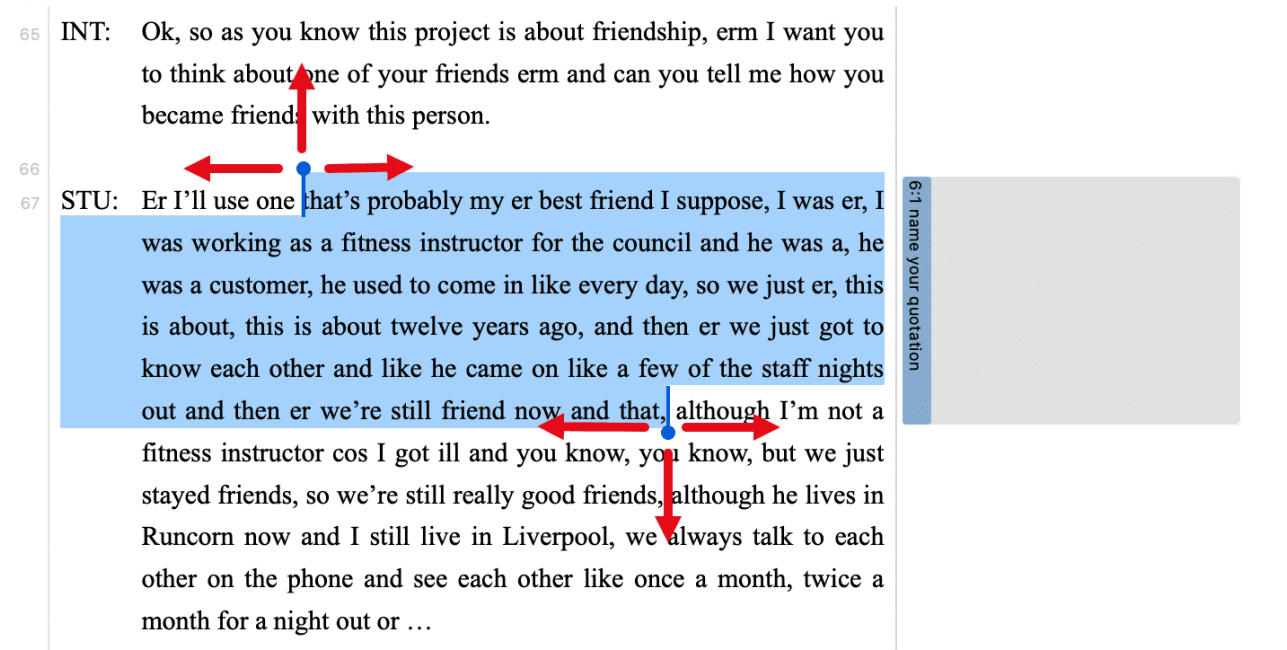 65 INT: Ok, so as you know this project is about friendship, erm I want you
to think about one of your friends erm and can you tell me how you
became friends with this person.
66
67 STU: Er I’ll use one that’s probably my er best friend I suppose, I was er, I
was working as a fitness instructor for the council and he was a, he
was a customer, he used to come in like every day, so we just er, this
is about, this is about twelve years ago, and then er we just got to
know each other and like he came on like a few of the staff nights
out and then er we’re still friend now and that, although I’m not a
fitness instructor cos I got ill and you know, you know, but we just
stayed friends, so we’re still really good friends, although he lives in
Runcorn now and I still live in Liverpool, we always talk to each
other on the phone and see each other like once a month, twice a
month for a night out or …
6:1 name your quotation